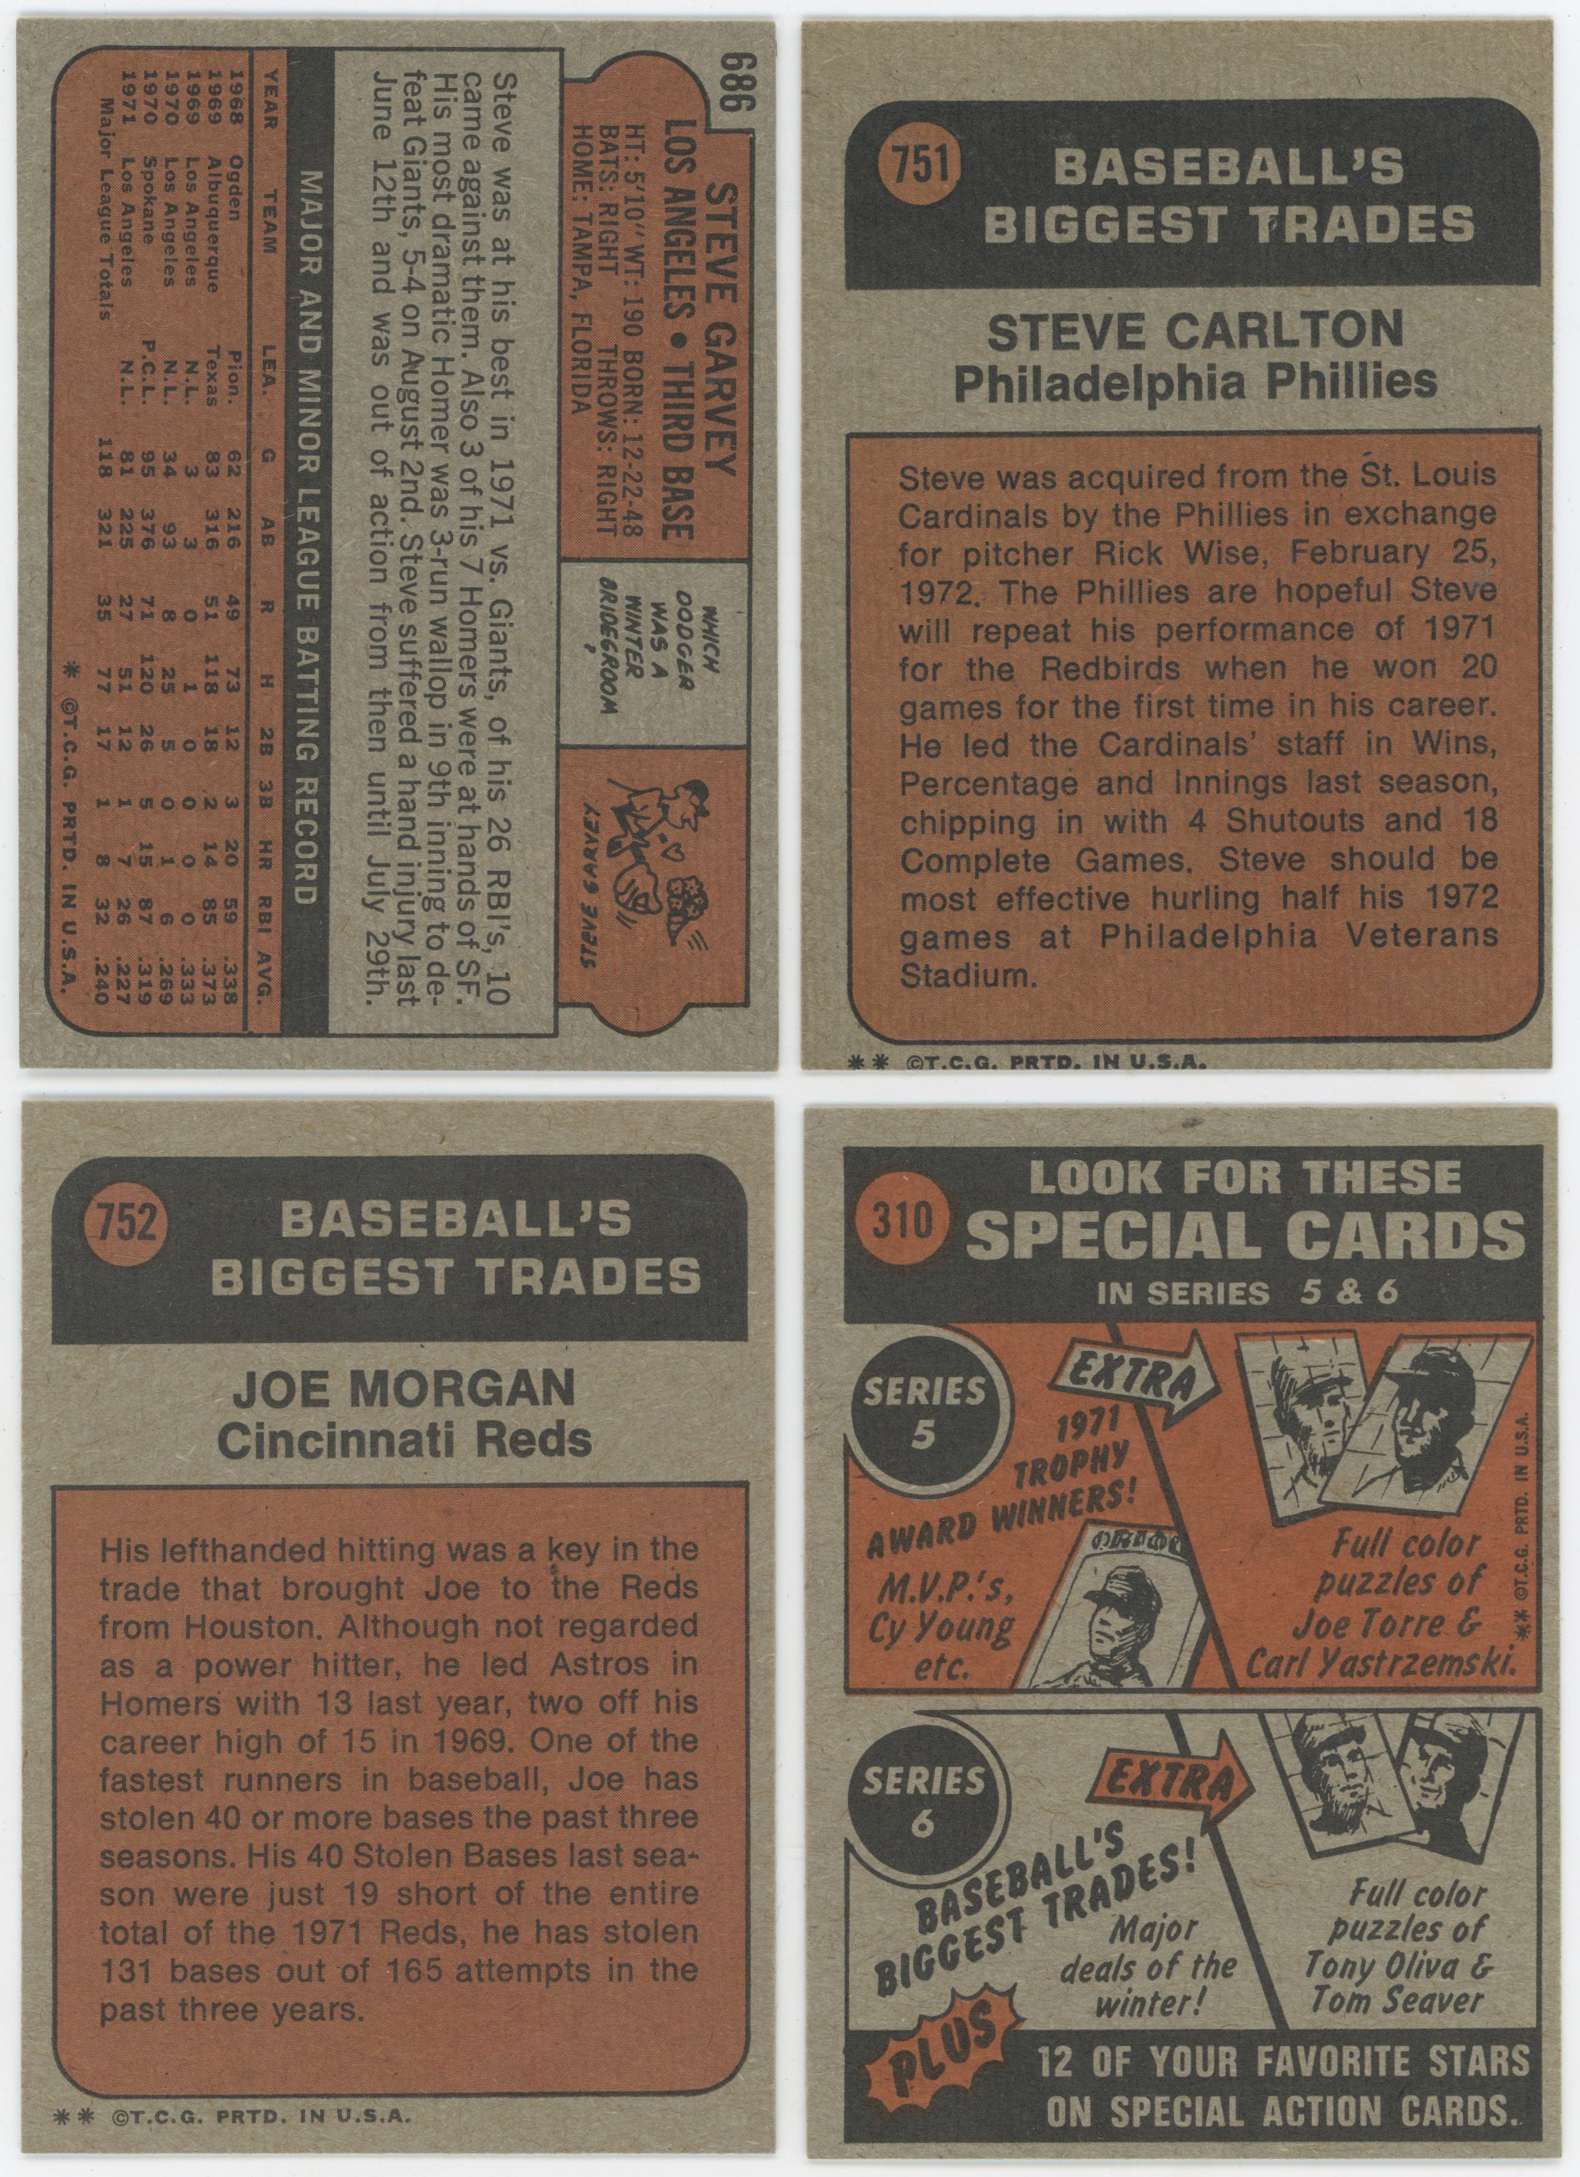 686
STEVE GARVEY
LOS ANGELES • THIRD BASE
HT: 5'10" WT: 190 BORN: 12-22-48
BATS: RIGHT THROWS: RIGHT
HOME: TAMPA, FLORIDA
WHICH
DODGER
WAS A
WINTER
BRIDEGROOM?
STEVE GARVEY
Steve was at his best in 1971 vs. Giants, of his 26 RBI's, 10
came against them. Also 3 of his 7 Homers were at hands of SF.
His most dramatic Homer was 3-run wallop in 9th inning to de-
feat Giants, 5-4 on August 2nd. Steve suffered a hand injury last
June 12th and was out of action from then until July 29th.
MAJOR AND MINOR LEAGUE BATTING RECORD
YEAR TEAM LEA. G AB R H 2B 3B HR RBI AVG.
1968 Ogden Pion. 62 216 49 73 12 3 20 59 .338
1969 Albuquerque Texas 83 316 51 118 18 2 14 85 .373
1969 Los Angeles N.L. 3 3 0 1 0 0 0 0 .333
1970 Los Angeles N.L. 34 93 8 25 5 0 1 6 .269
1970 Spokane P.C.L. 95 376 71 120 26 5 15 87 .319
1971 Los Angeles N.L. 81 225 27 51 12 1 7 26 .227
Major League Totals 118 321 35 77 17 1 8 32 .240
* ©T.C.G. PRTD. IN U.S.A.
751
BASEBALL'S
BIGGEST TRADES
STEVE CARLTON
Philadelphia Phillies
Steve was acquired from the St. Louis
Cardinals by the Phillies in exchange
for pitcher Rick Wise, February 25,
1972. The Phillies are hopeful Steve
will repeat his performance of 1971
for the Redbirds when he won 20
games for the first time in his career.
He led the Cardinals' staff in Wins,
Percentage and Innings last season,
chipping in with 4 Shutouts and 18
Complete Games. Steve should be
most effective hurling half his 1972
games at Philadelphia Veterans
Stadium.
** ©T.C.G. PRTD. IN U.S.A.
752
BASEBALL'S
BIGGEST TRADES
JOE MORGAN
Cincinnati Reds
His lefthanded hitting was a key in the
trade that brought Joe to the Reds
from Houston. Although not regarded
as a power hitter, he led Astros in
Homers with 13 last year, two off his
career high of 15 in 1969. One of the
fastest runners in baseball, Joe has
stolen 40 or more bases the past three
seasons. His 40 Stolen Bases last sea-
son were just 19 short of the entire
total of the 1971 Reds, he has stolen
131 bases out of 165 attempts in the
past three years.
** ©T.C.G. PRTD. IN U.S.A.
310
LOOK FOR THESE
SPECIAL CARDS
IN SERIES 5 & 6
SERIES
5
EXTRA
1971
TROPHY
AWARD WINNERS!
M.V.P.'s,
Cy Young
etc.
Full color
puzzles of
Joe Torre &
Carl Yastrzemski.
** ©T.C.G. PRTD. IN U.S.A.
SERIES
6
EXTRA
BASEBALL'S
BIGGEST TRADES!
Major
deals of the
winter!
Full color
puzzles of
Tony Oliva &
Tom Seaver
PLUS
12 OF YOUR FAVORITE STARS
ON SPECIAL ACTION CARDS.